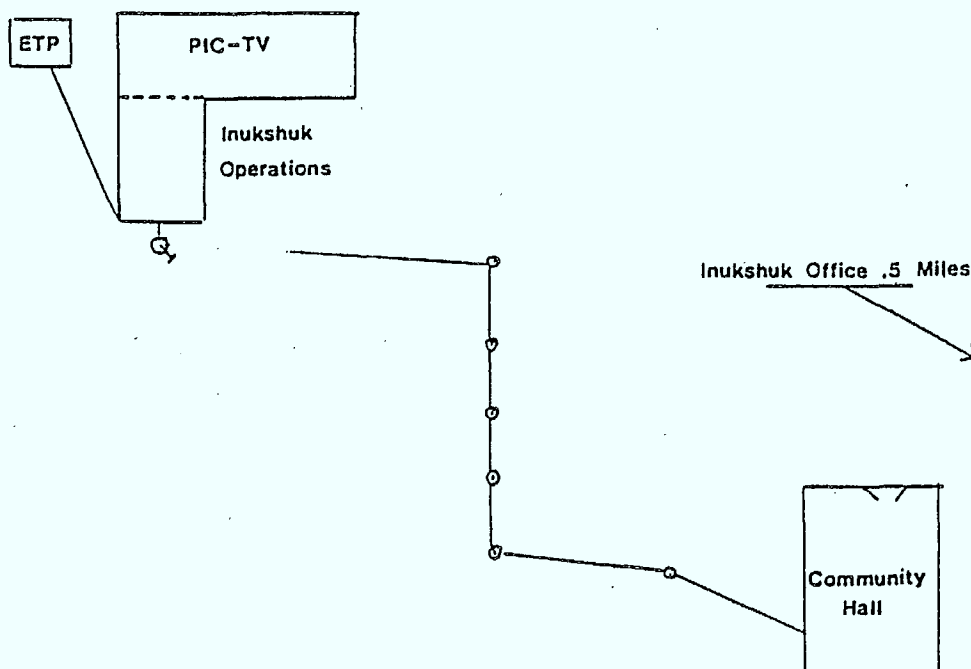 ETP
PIC-TV
Inukshuk
Operations
Inukshuk Office .5 Miles
Community
Hall